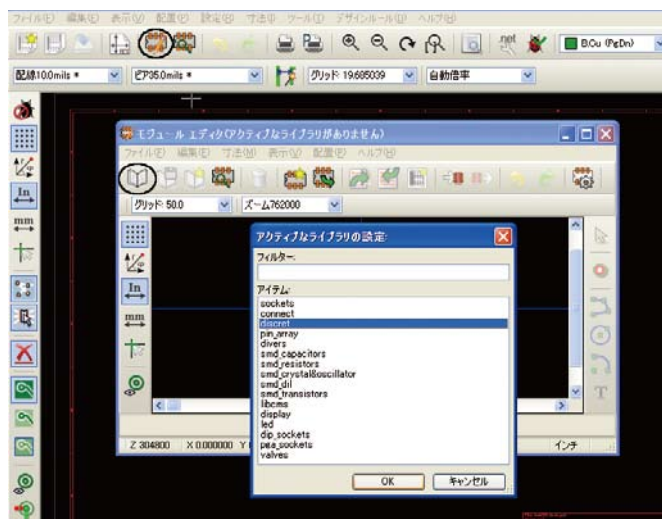 ファイル(F) 編集(E) 表示(V) 配置(P) 設定(R) 寸法(I) ツール(L) デザインルール(D) ヘルプ(H)
.net
B.Cu (PgDn)
配線10.0mils *
ビア35.0mils *
グリッド 19.685039
自動倍率
In
mm
モジュール エディタ(アクティブなライブラリがありません)
ファイル(F) 編集(E) 寸法(M) 表示(V) 配置(P) ヘルプ(H)
グリッド: 50.0
ズーム762000
In
mm
T
アクティブなライブラリの設定:
フィルター:
アイテム:
sockets
connect
discret
pin_array
divers
smd_capacitors
smd_resistors
smd_crystal&oscillator
smd_dil
smd_transistors
libcms
display
led
dip_sockets
pga_sockets
valves
OK
キャンセル
Z 304800
X 0.000000
インチ